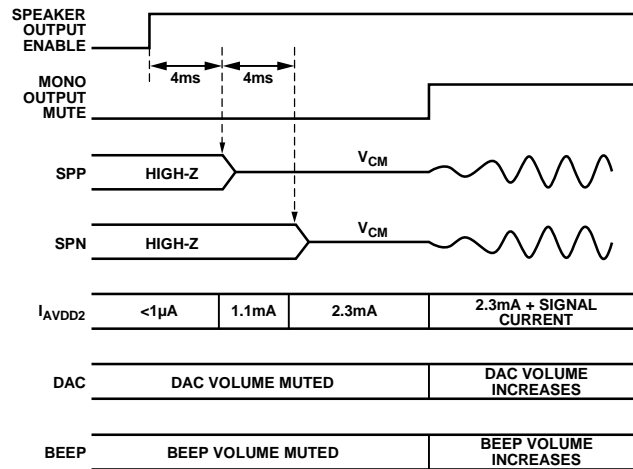 SPEAKER
OUTPUT
ENABLE
4ms 4ms
MONO
OUTPUT
MUTE
VCM
SPP HIGH-Z
VCM
SPN HIGH-Z
IAVDD2 <1µA 1.1mA 2.3mA 2.3mA + SIGNAL
CURRENT
DAC DAC VOLUME MUTED DAC VOLUME
INCREASES
BEEP BEEP VOLUME MUTED BEEP VOLUME
INCREASES